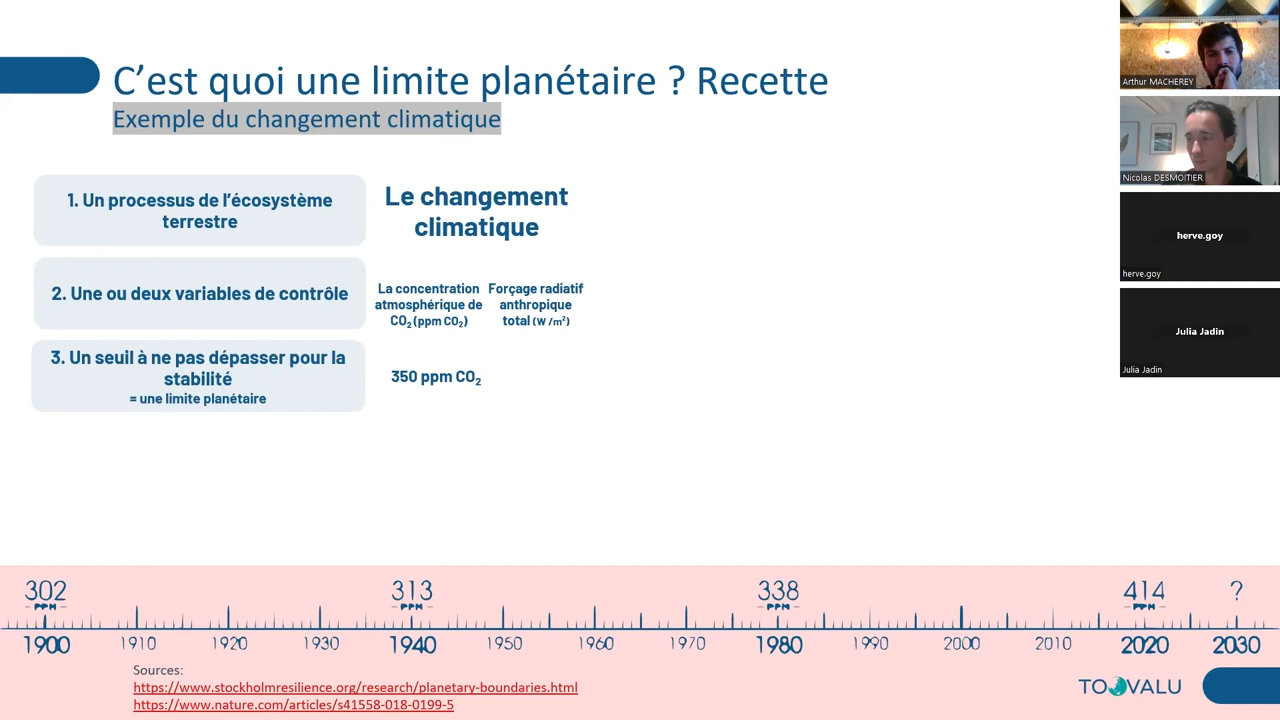 C’est quoi une limite planétaire ? Recette
Exemple du changement climatique
1. Un processus de l’écosystème
terrestre
Le changement
climatique
2. Une ou deux variables de contrôle
La concentration
atmosphérique de
CO₂ (ppm CO₂)
Forçage radiatif
anthropique
total (W /m²)
3. Un seuil à ne pas dépasser pour la
stabilité
= une limite planétaire
350 ppm CO₂
302 313 338 414 ?
PPM PPM PPM PPM
1900 1910 1920 1930 1940 1950 1960 1970 1980 1990 2000 2010 2020 2030
Sources:
https://www.stockholmresilience.org/research/planetary-boundaries.html
https://www.nature.com/articles/s41558-018-0199-5
TOOVALU
Arthur MACHEREY
Nicolas DESMOITIER
herve.goy
herve.goy
Julia Jadin
Julia Jadin